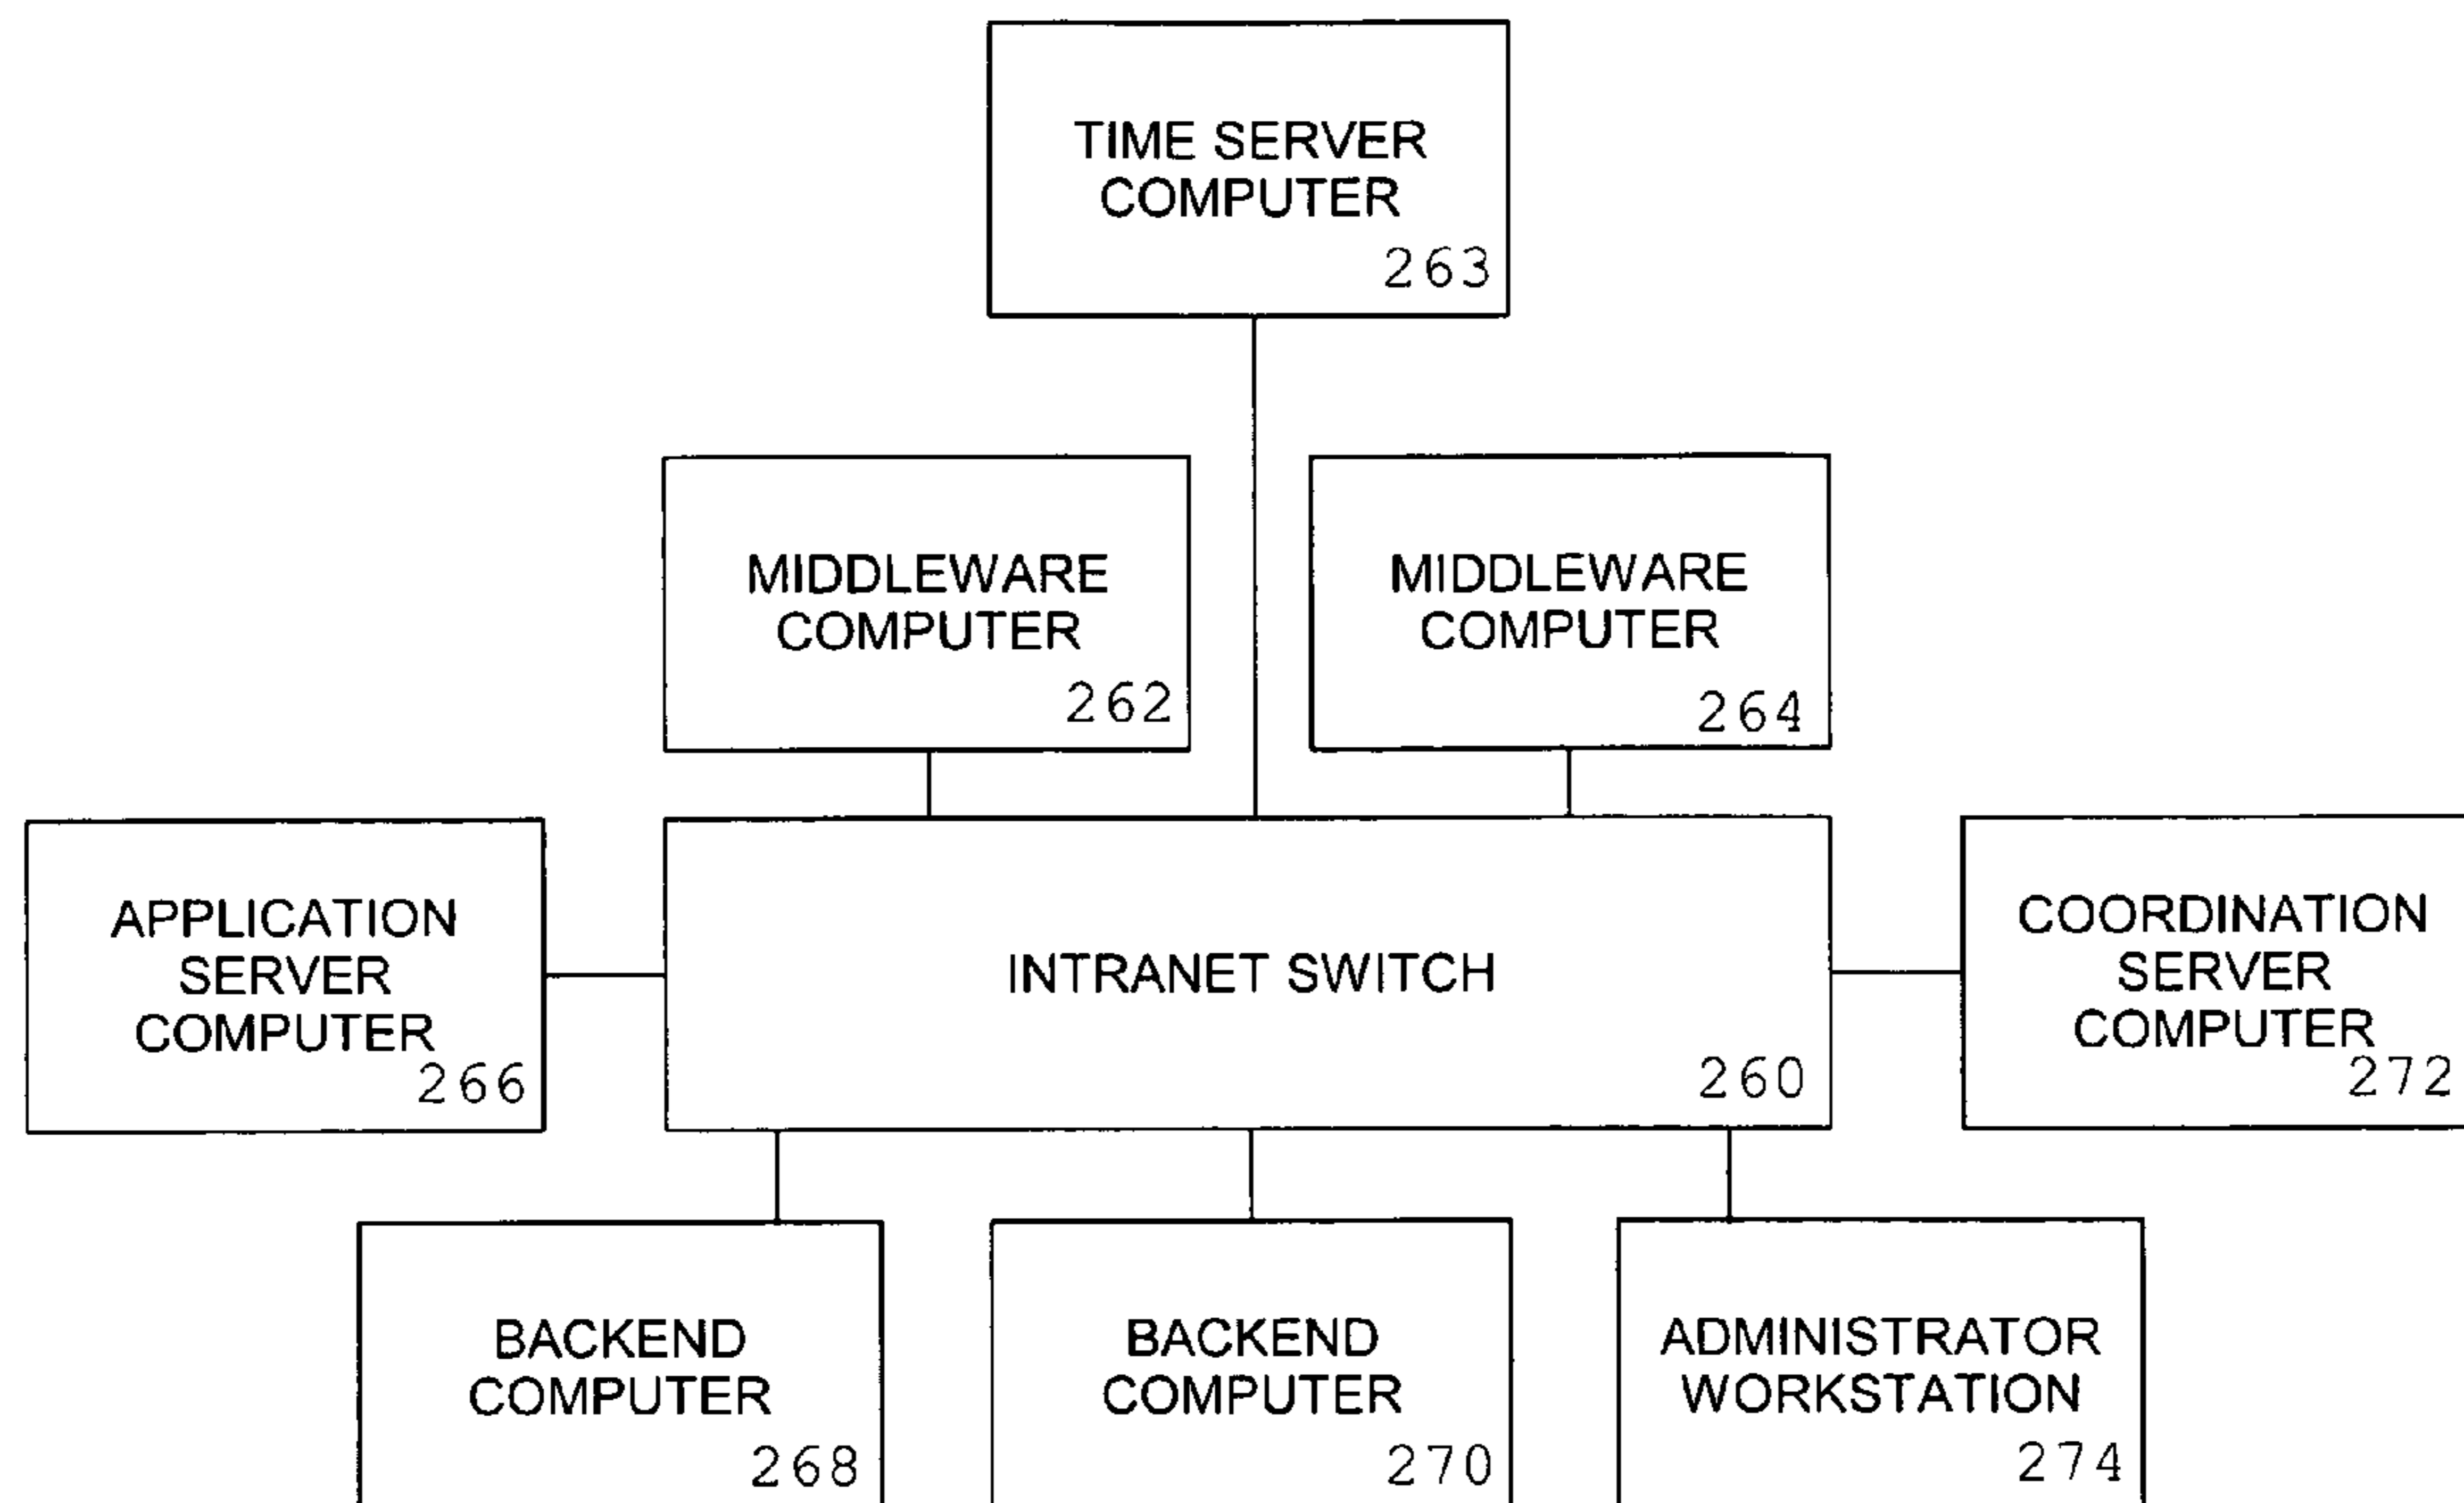 TIME SERVER
COMPUTER
263
MIDDLEWARE
COMPUTER
262
MIDDLEWARE
COMPUTER
264
APPLICATION
SERVER
COMPUTER
266
INTRANET SWITCH
260
COORDINATION
SERVER
COMPUTER
272
BACKEND
COMPUTER
268
BACKEND
COMPUTER
270
ADMINISTRATOR
WORKSTATION
274